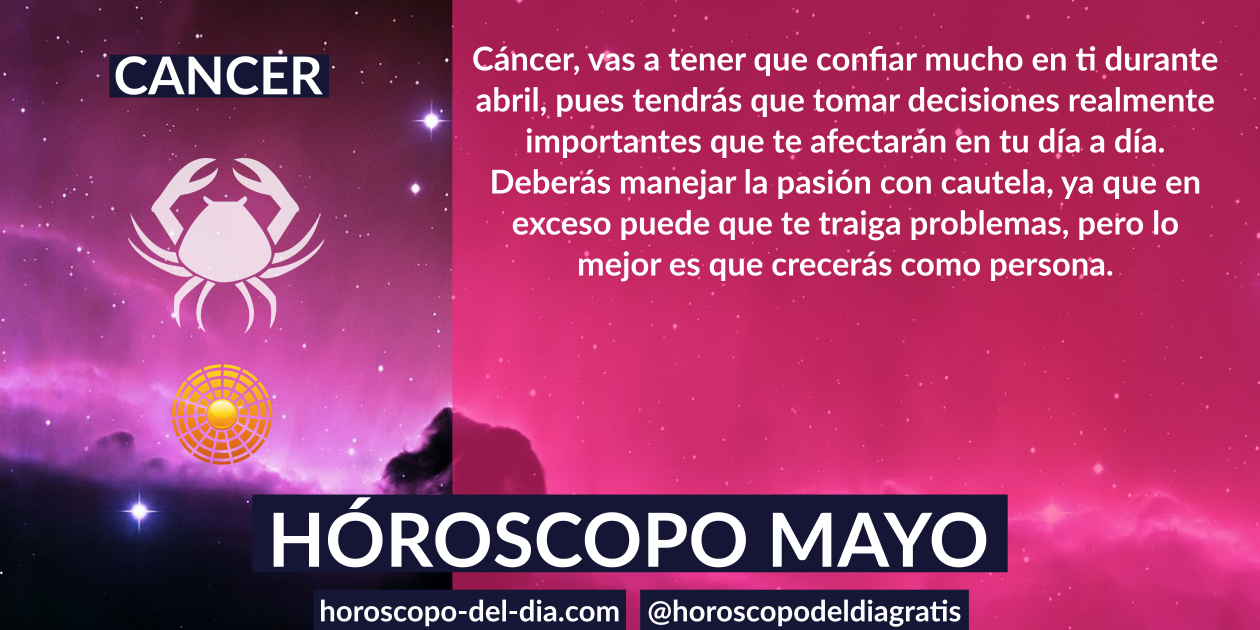 CANCER
Cáncer, vas a tener que confiar mucho en ti durante
abril, pues tendrás que tomar decisiones realmente
importantes que te afectarán en tu día a día.
Deberás manejar la pasión con cautela, ya que en
exceso puede que te traiga problemas, pero lo
mejor es que crecerás como persona.
HÓROSCOPO MAYO
horoscopo-del-dia.com
@horoscopodeldiagratis